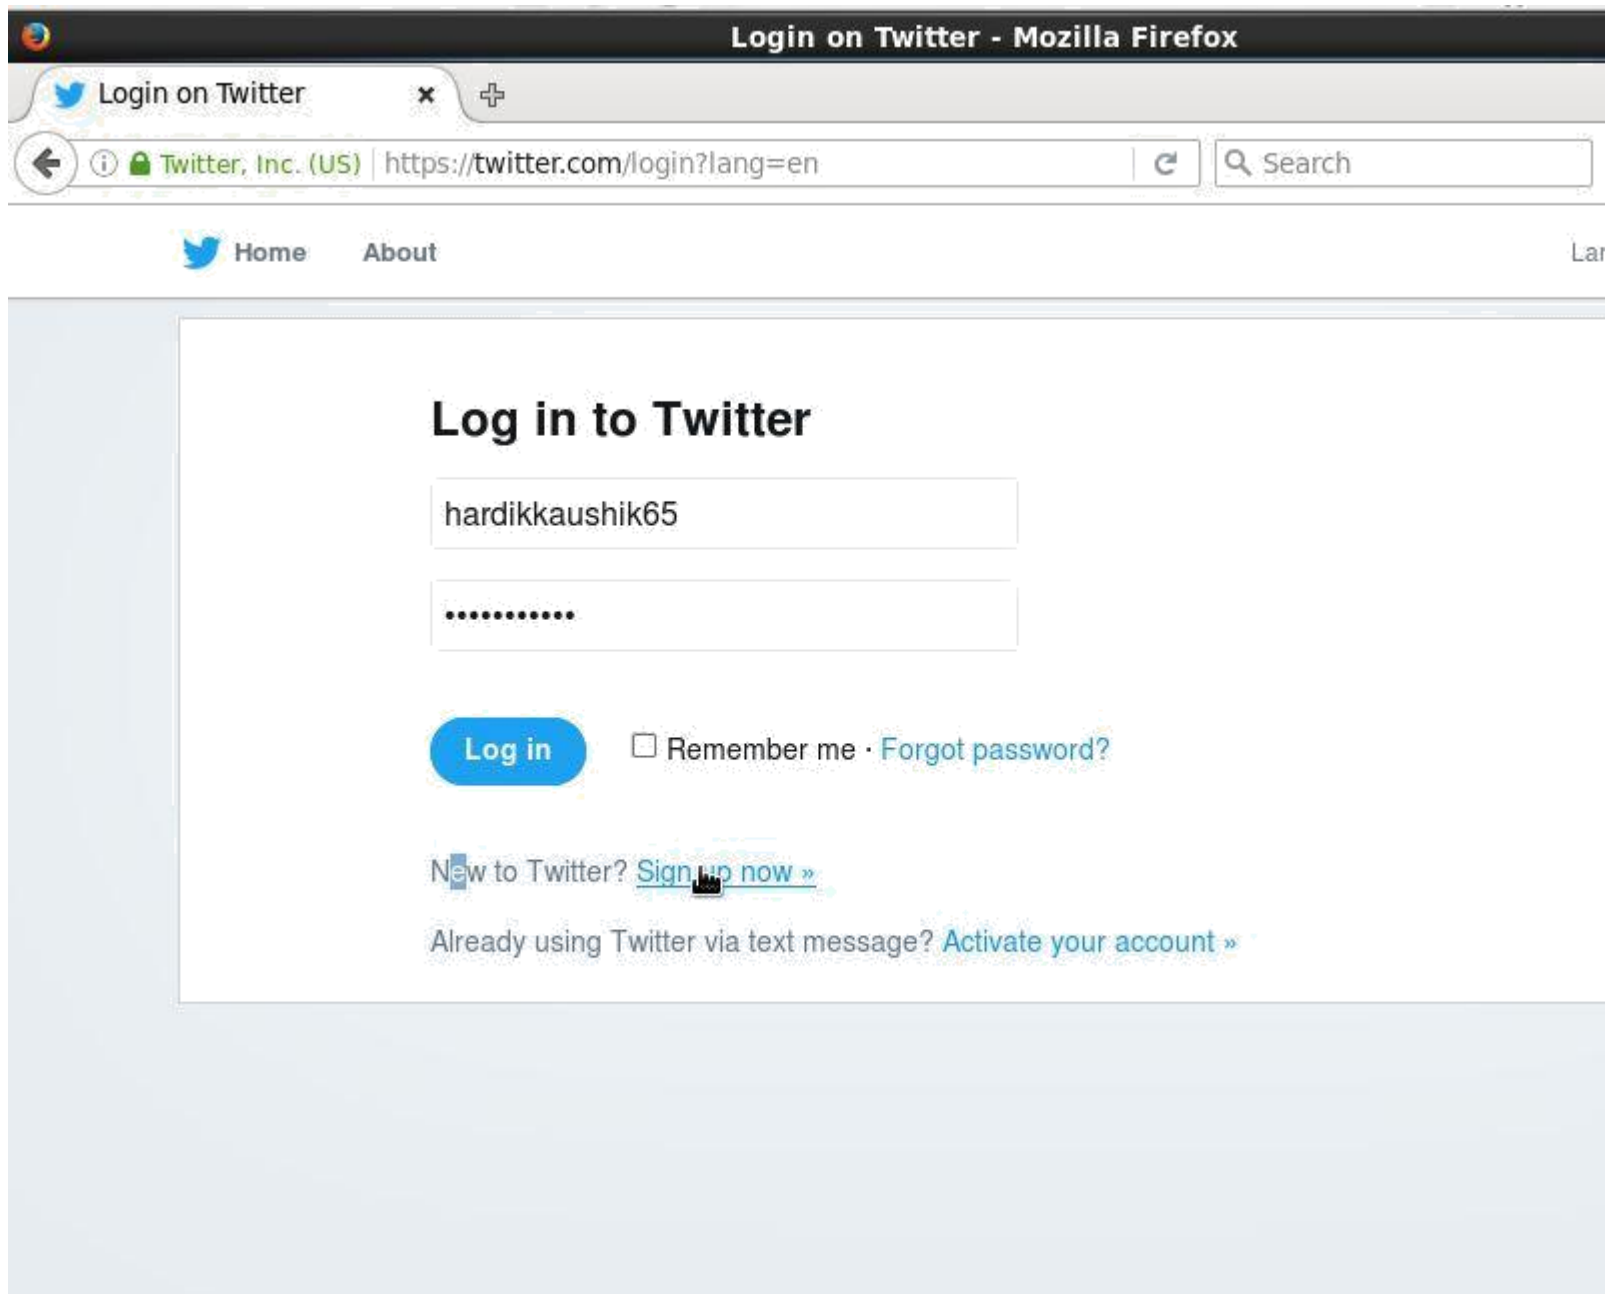 Login on Twitter - Mozilla Firefox
Login on Twitter
Twitter, Inc. (US) https://twitter.com/login?lang=en Search
Home About
Log in to Twitter
hardikkaushik65
•••••••••••
Log in Remember me · Forgot password?
New to Twitter? Sign up now »
Already using Twitter via text message? Activate your account »